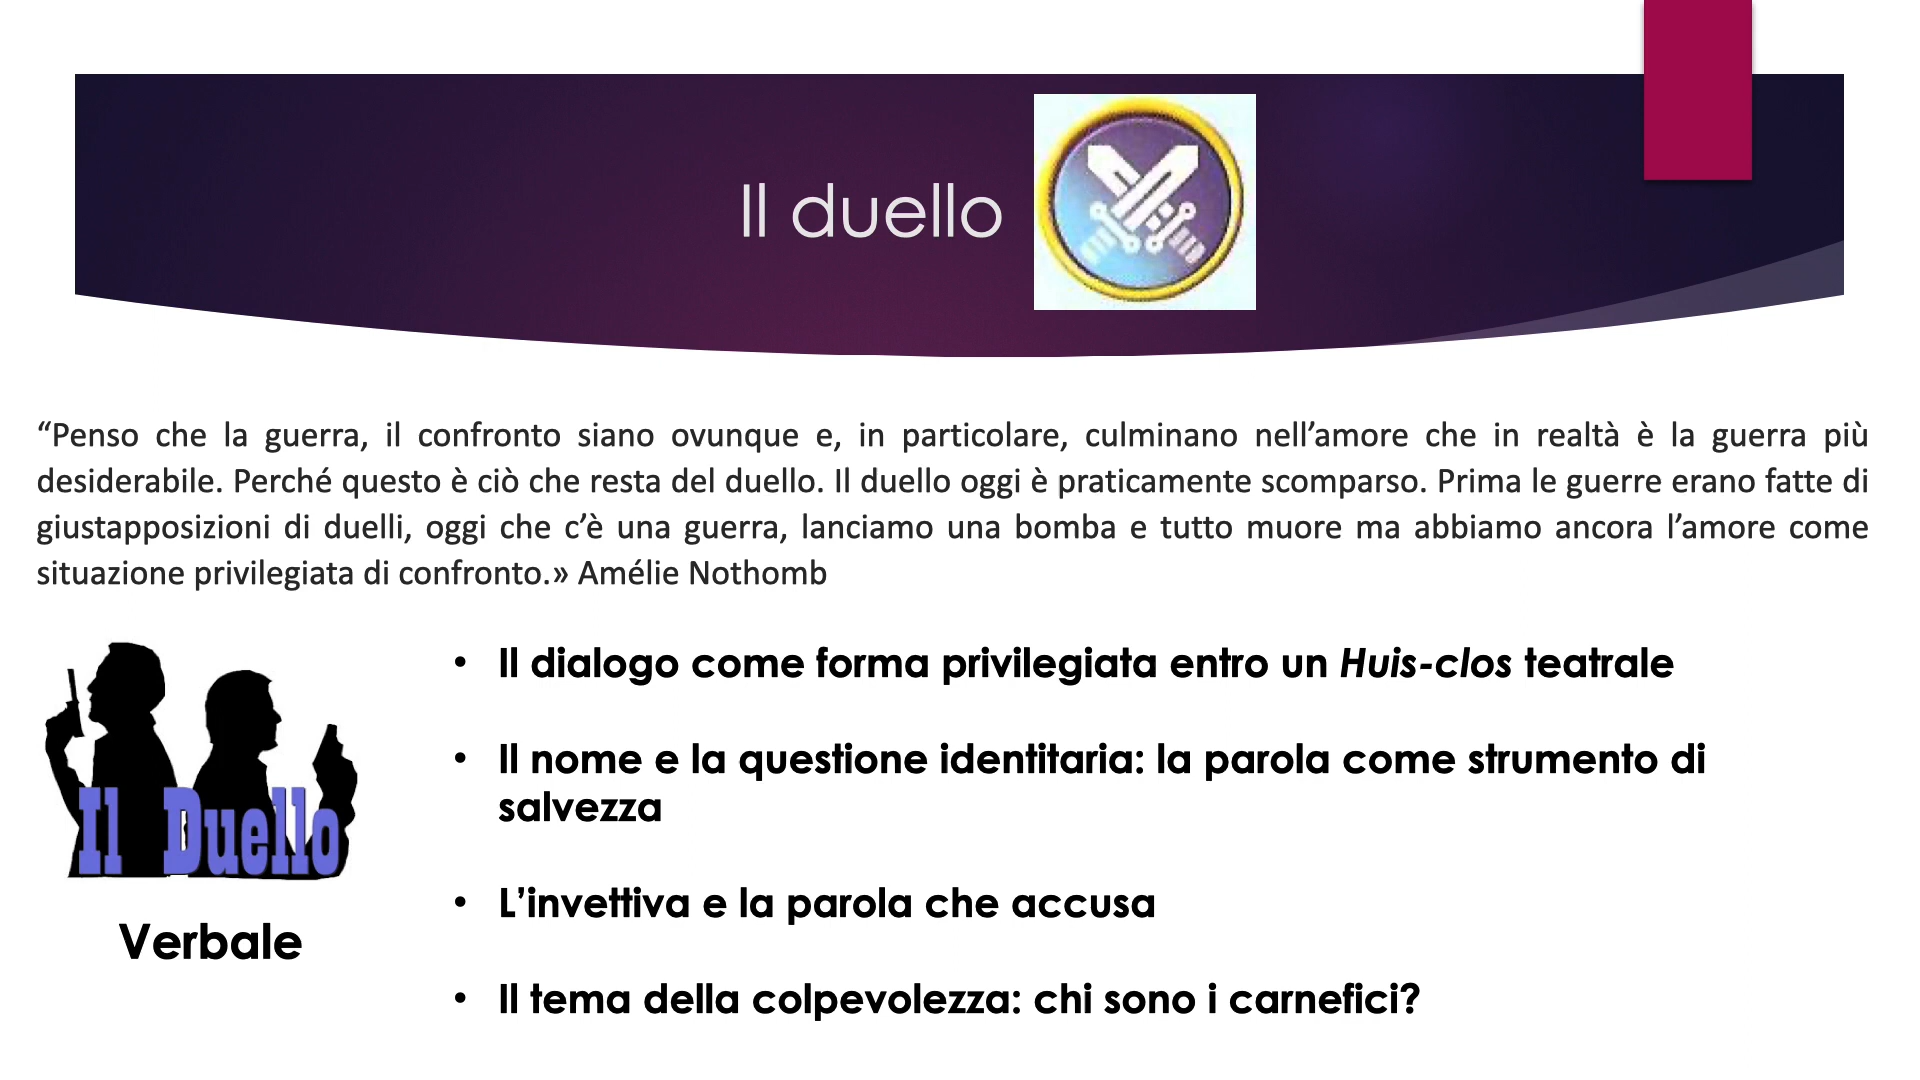 Il duello
“Penso che la guerra, il confronto siano ovunque e, in particolare, culminano nell’amore che in realtà è la guerra più
desiderabile. Perché questo è ciò che resta del duello. Il duello oggi è praticamente scomparso. Prima le guerre erano fatte di
giustapposizioni di duelli, oggi che c’è una guerra, lanciamo una bomba e tutto muore ma abbiamo ancora l’amore come
situazione privilegiata di confronto.» Amélie Nothomb
Il Duello
Verbale
• Il dialogo come forma privilegiata entro un Huis-clos teatrale
• Il nome e la questione identitaria: la parola come strumento di
salvezza
• L’invettiva e la parola che accusa
• Il tema della colpevolezza: chi sono i carnefici?